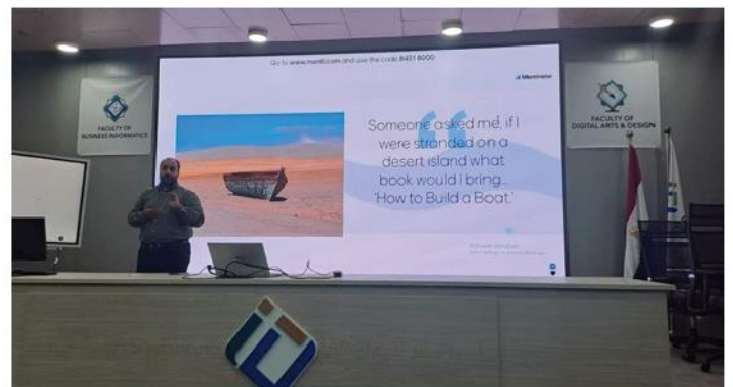 Go to www.menti.com and use the code 8451 8000
Mentimeter
FACULTY OF
BUSINESS INFORMATICS
FACULTY OF
DIGITAL ARTS & DESIGN
Someone asked me, if I
were stranded on a
desert island what
book would I bring...
'How to Build a Boat.'